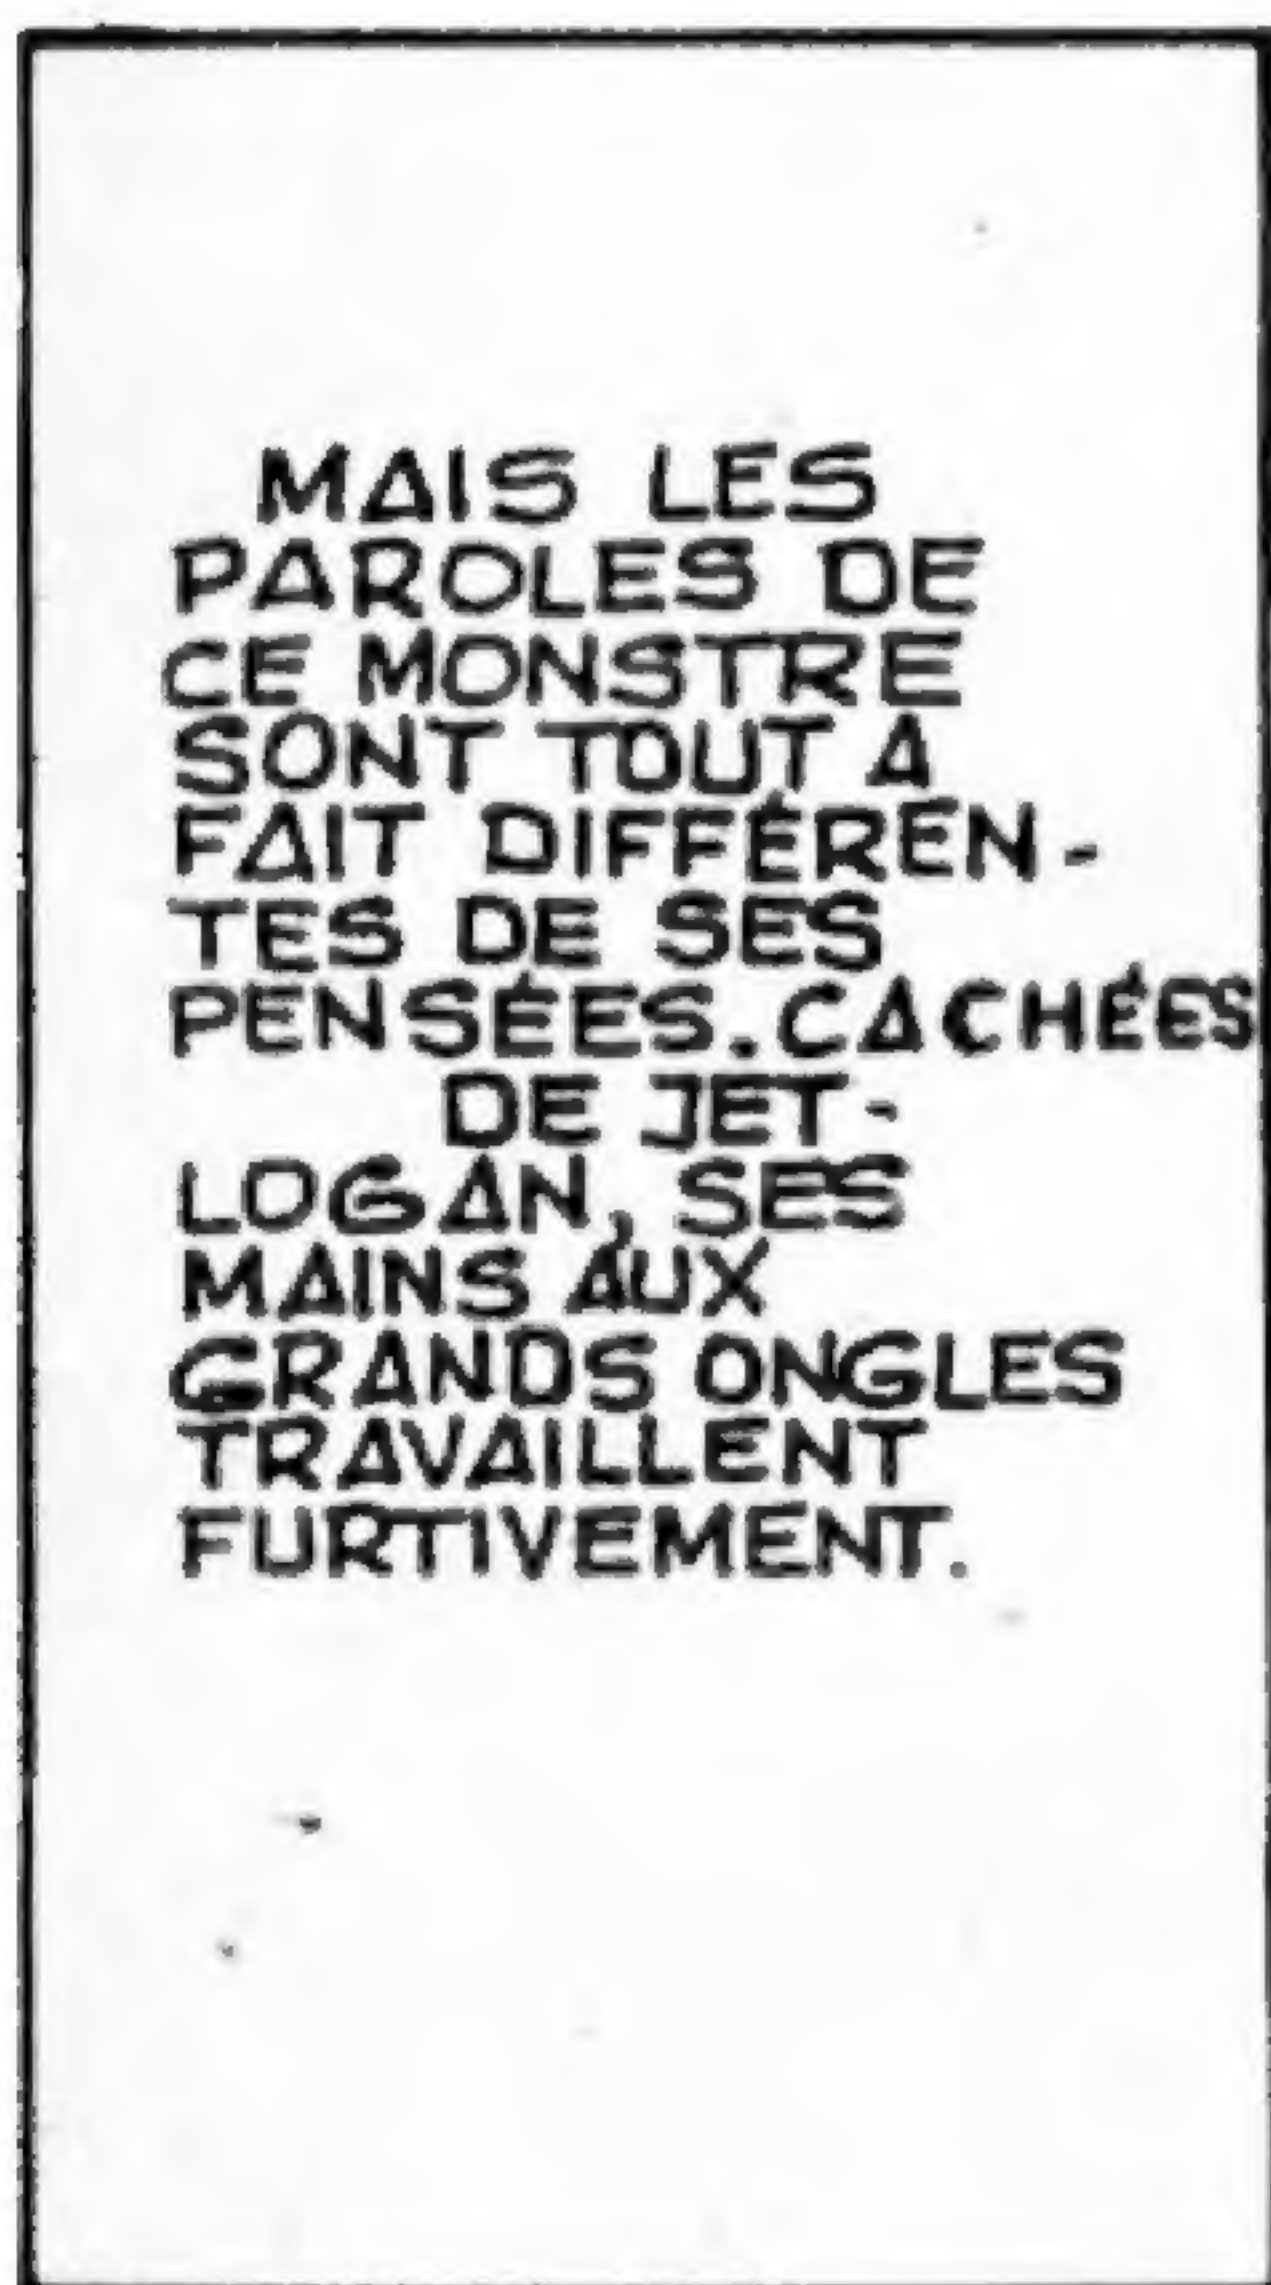 MAIS LES
PAROLES DE
CE MONSTRE
SONT TOUT A
FAIT DIFFÉREN-
TES DE SES
PENSÉES. CACHÉES
DE JET-
LOGAN, SES
MAINS AUX
GRANDS ONGLES
TRAVAILLENT
FURTIVEMENT.